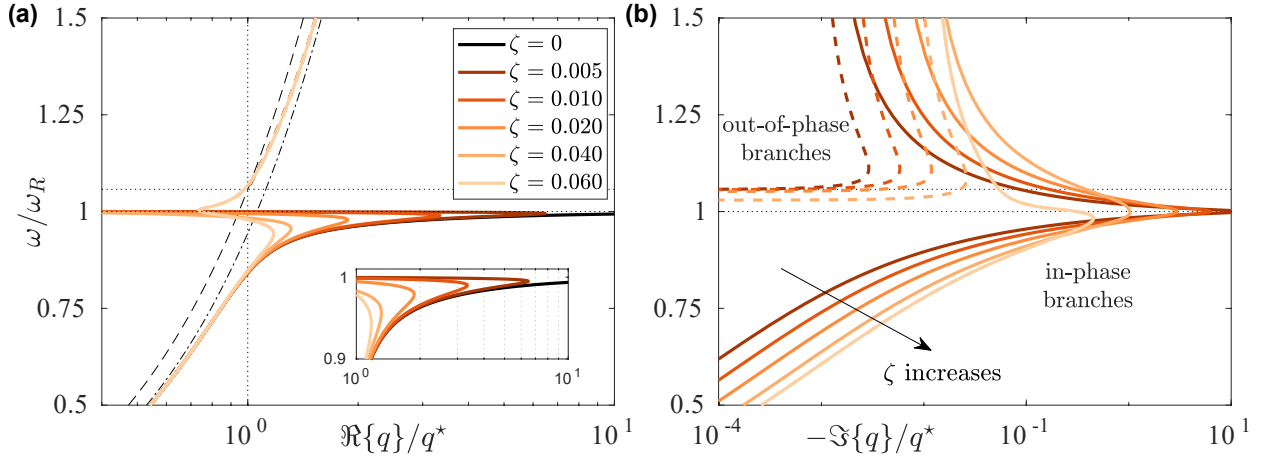 (a)
1.5
1.25
1
0.75
0.5
ω/ω_R
ζ = 0
ζ = 0.005
ζ = 0.010
ζ = 0.020
ζ = 0.040
ζ = 0.060
1
0.9
10^0
10^1
10^0
ℜ{q}/q^⋆
10^1
(b)
1.5
1.25
1
0.75
0.5
out-of-phase
branches
in-phase
branches
ζ increases
10^-4
−ℑ{q}/q^⋆
10^-1
10^1